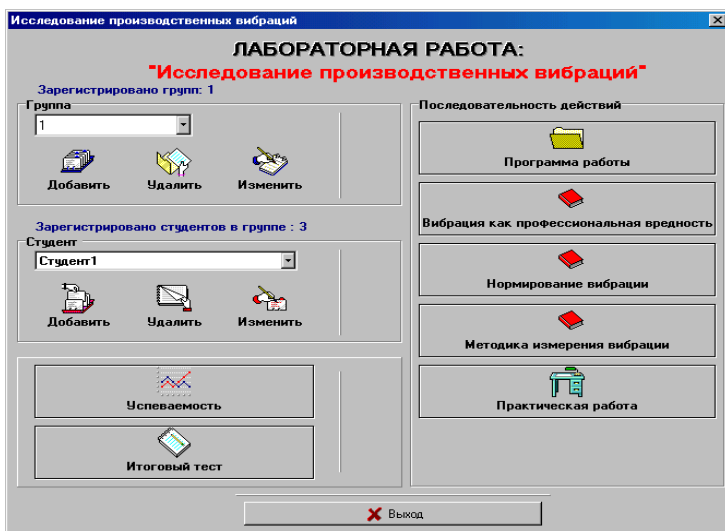 Исследование производственных вибраций
ЛАБОРАТОРНАЯ РАБОТА:
"Исследование производственных вибраций"
Зарегистрировано групп: 1
Группа
1
Добавить Удалить Изменить
Зарегистрировано студентов в группе : 3
Студент
Студент1
Добавить Удалить Изменить
Успеваемость
Итоговый тест
Последовательность действий
Программа работы
Вибрация как профессиональная вредность
Нормирование вибрации
Методика измерения вибрации
Практическая работа
Выход